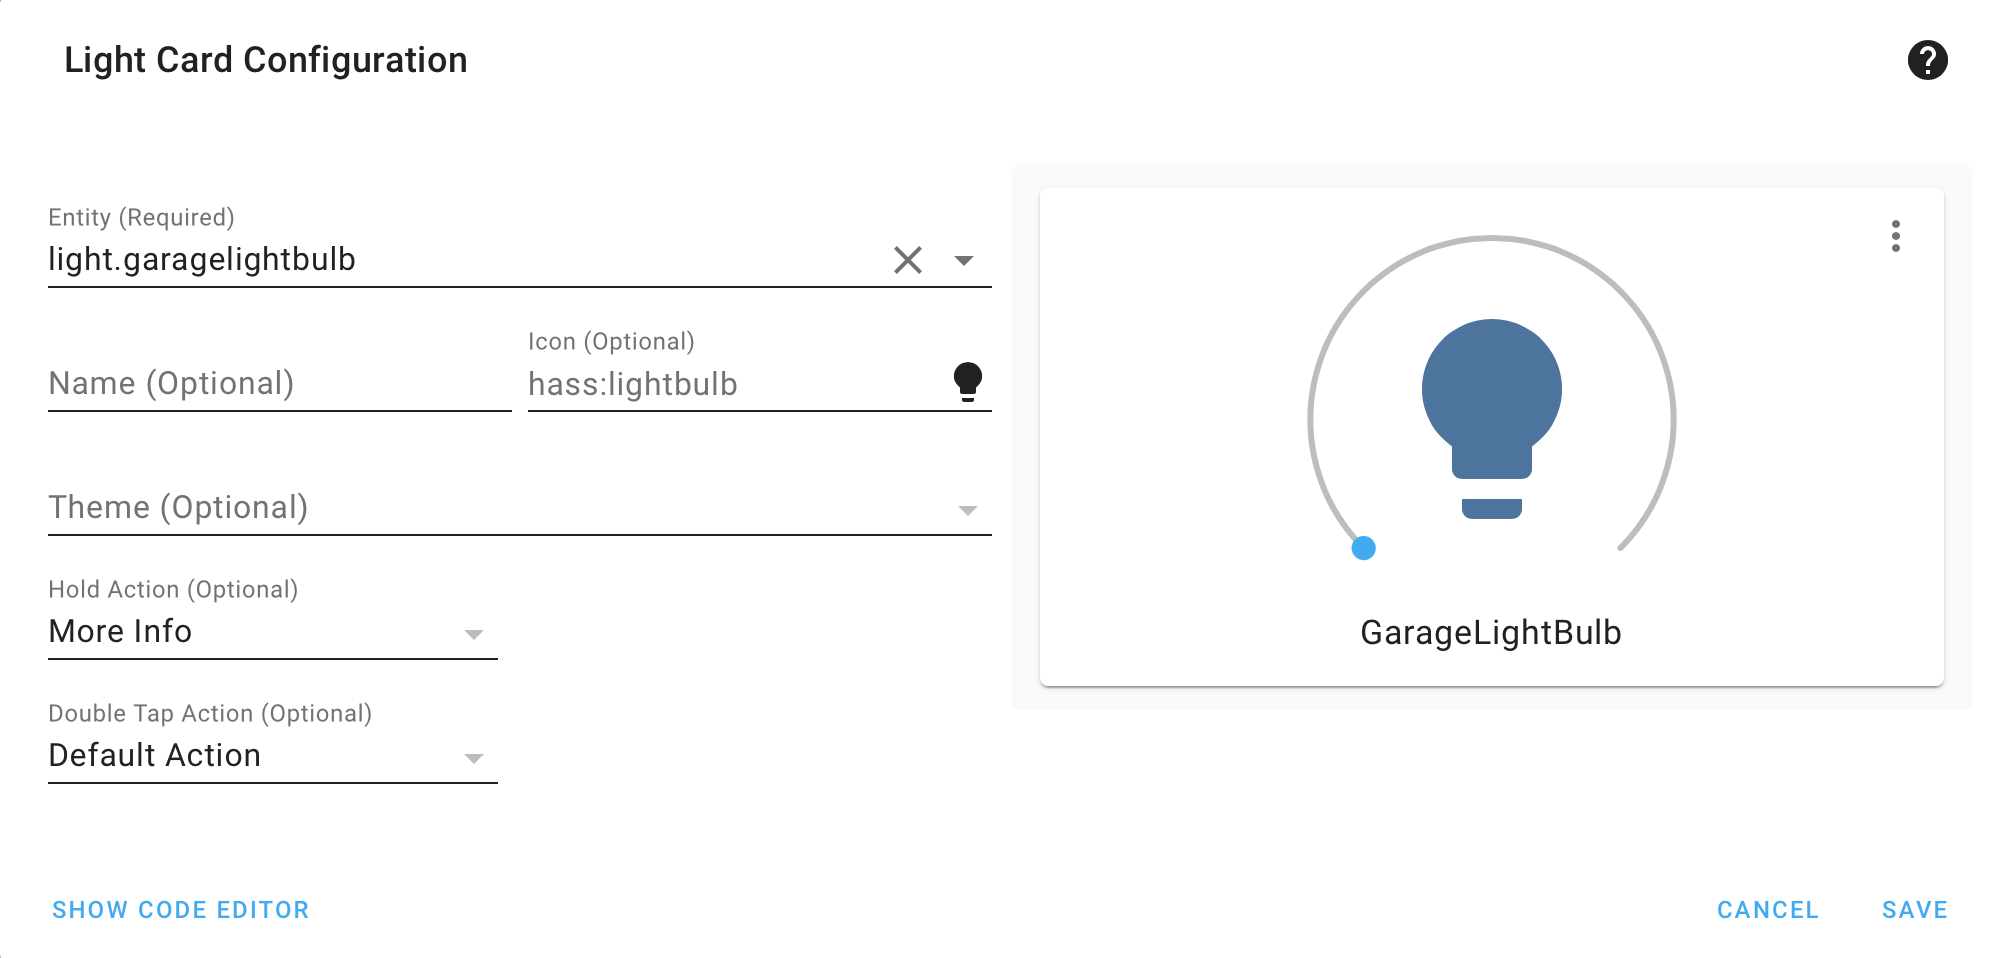 Light Card Configuration
Entity (Required)
light.garagelightbulb
Name (Optional)
Icon (Optional)
hass:lightbulb
Theme (Optional)
Hold Action (Optional)
More Info
Double Tap Action (Optional)
Default Action
GarageLightBulb
SHOW CODE EDITOR
CANCEL
SAVE